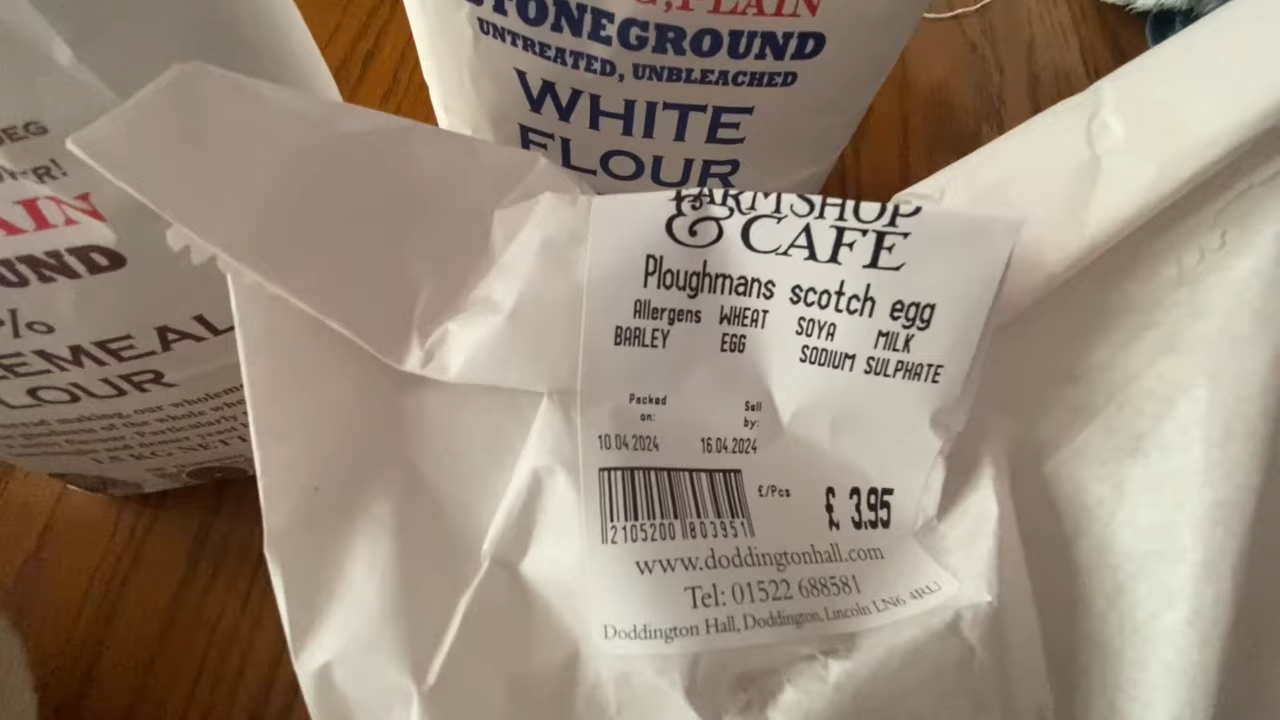 PLAIN
STONEGROUND
UNTREATED, UNBLEACHED
WHITE
FLOUR
AIN
UND
%
EMEAL
LOUR
FARMSHOP
& CAFE
Ploughmans scotch egg
Allergens WHEAT SOYA MILK
BARLEY EGG SODIUM SULPHATE
Packed on: Sell by:
10.04.2024 16.04.2024
£/Pcs £ 3.95
2105200 803951
www.doddingtonhall.com
Tel: 01522 688581
Doddington Hall, Doddington, Lincoln LN6 4RU